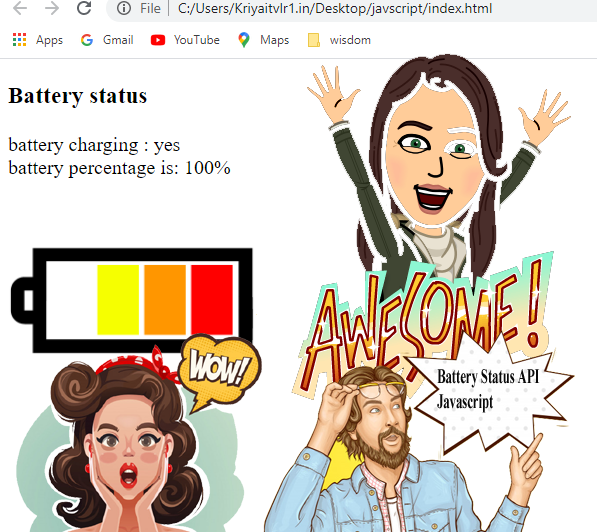 File C:/Users/Kriyaitvlr1.in/Desktop/javscript/index.html
Apps Gmail YouTube Maps wisdom
Battery status
battery charging : yes
battery percentage is: 100%
AWESOME!
WOW!
Battery Status API
Javascript